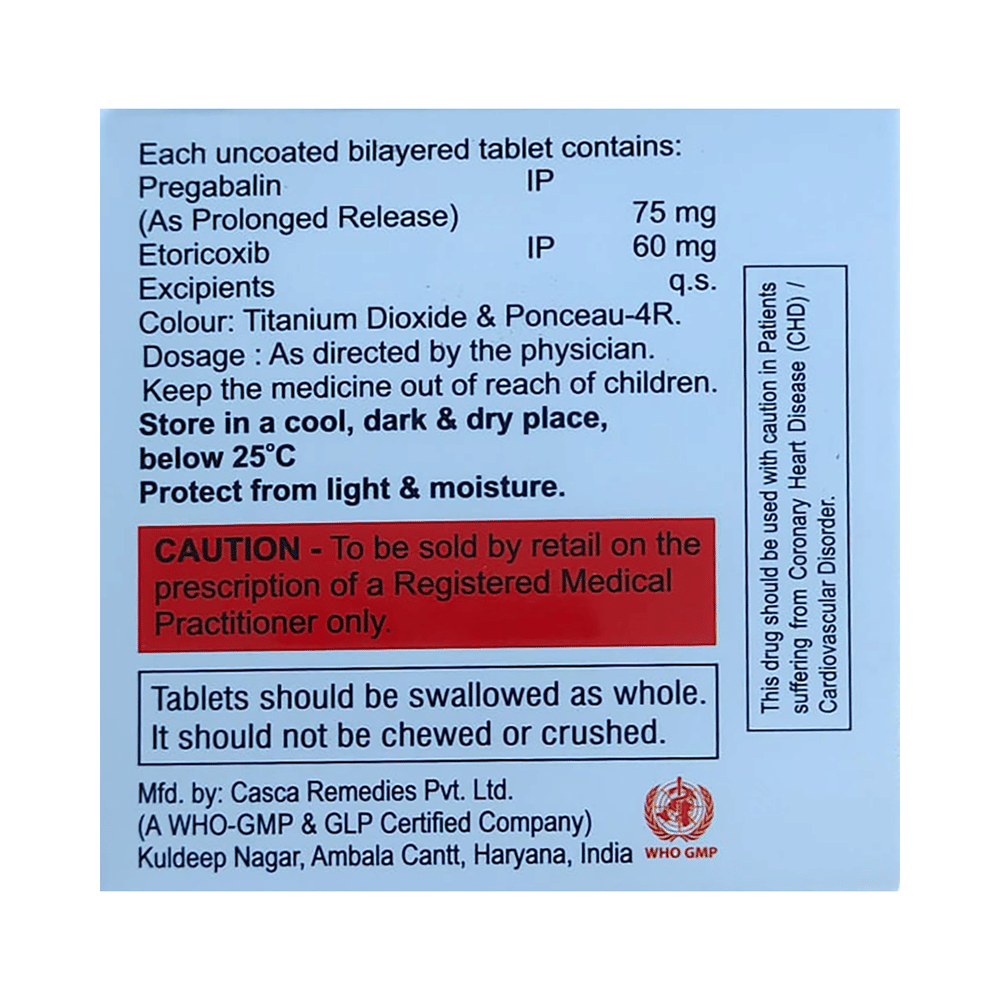 Each uncoated bilayered tablet contains:
Pregabalin IP
(As Prolonged Release) 75 mg
Etoricoxib IP 60 mg
Excipients q.s.
Colour: Titanium Dioxide & Ponceau-4R.
Dosage : As directed by the physician.
Keep the medicine out of reach of children.
Store in a cool, dark & dry place,
below 25°C
Protect from light & moisture.
CAUTION - To be sold by retail on the
prescription of a Registered Medical
Practitioner only.
Tablets should be swallowed as whole.
It should not be chewed or crushed.
Mfd. by: Casca Remedies Pvt. Ltd.
(A WHO-GMP & GLP Certified Company)
Kuldeep Nagar, Ambala Cantt, Haryana, India
WHO GMP
This drug should be used with caution in Patients
suffering from Coronary Heart Disease (CHD) /
Cardiovascular Disorder.